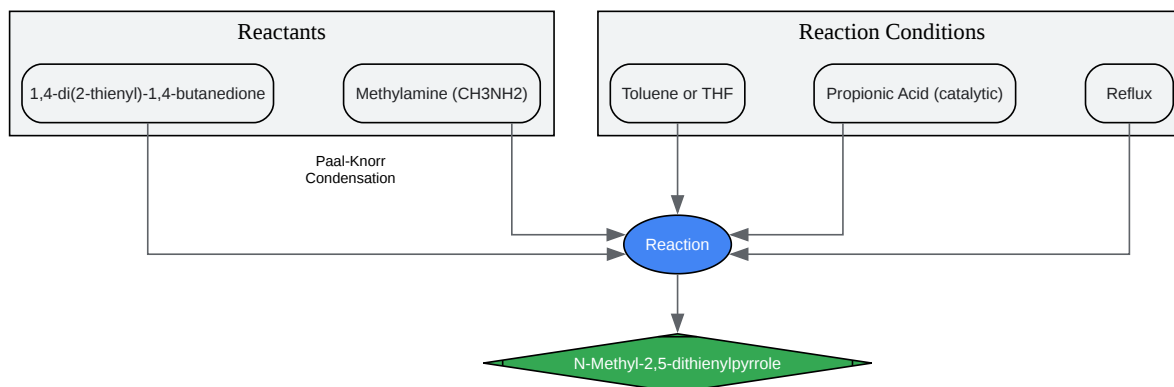 Reactants
Reaction Conditions
1,4-di(2-thienyl)-1,4-butanedione
Methylamine (CH3NH2)
Toluene or THF
Propionic Acid (catalytic)
Reflux
Paal-Knorr
Condensation
Reaction
N-Methyl-2,5-dithienylpyrrole